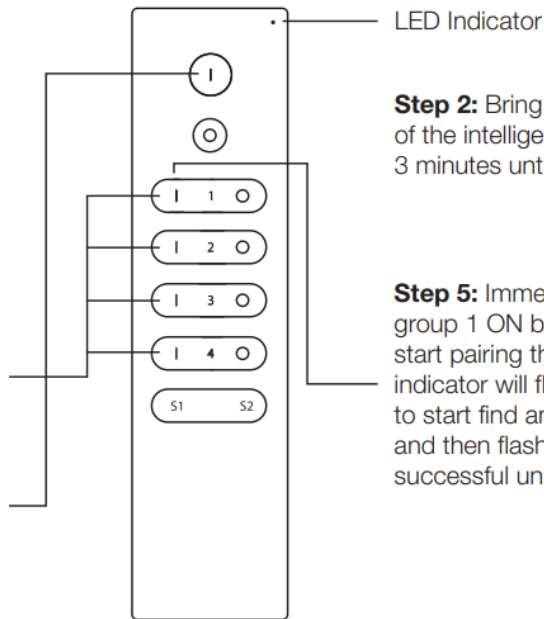 LED Indicator
Step 2: Bring
of the intellige
3 minutes unt
I
1
2
3
4
S1 S2
Step 5: Imme
group 1 ON b
start pairing th
indicator will fl
to start find ar
and then flash
successful un